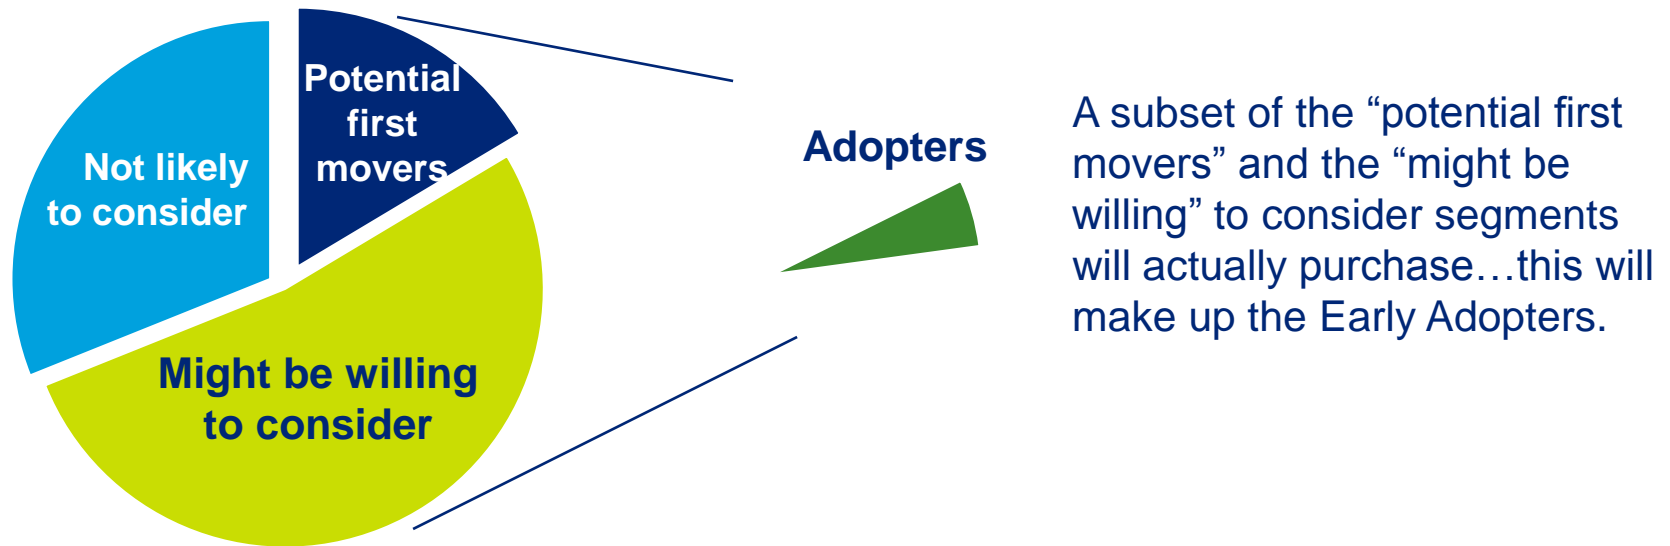 Potential
first
movers
Not likely
to consider
Might be willing
to consider
Adopters
A subset of the “potential first
movers” and the “might be
willing” to consider segments
will actually purchase…this will
make up the Early Adopters.